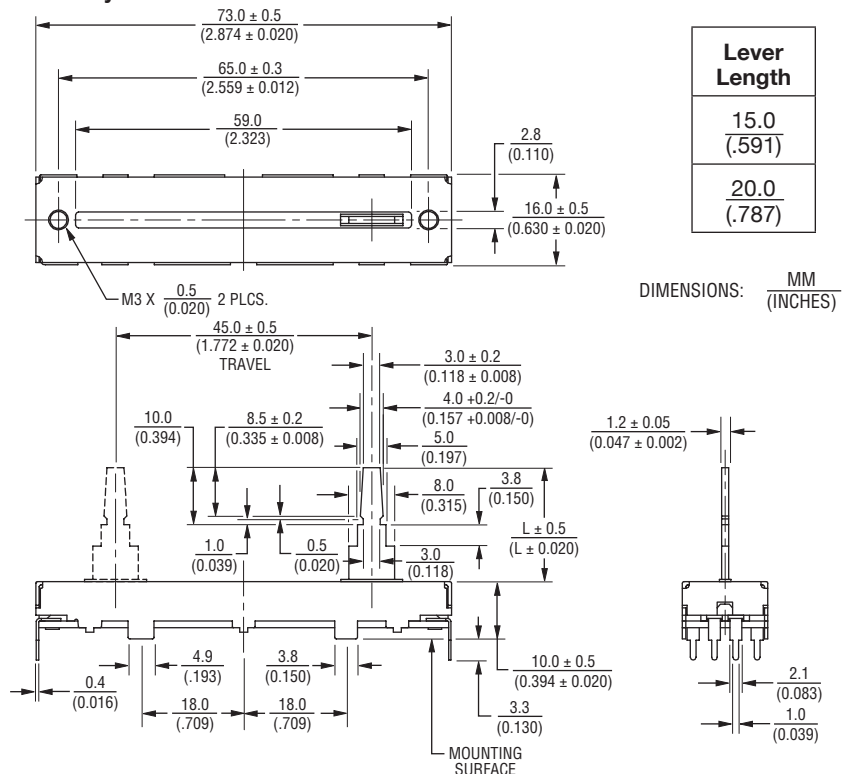 73.0 ± 0.5
(2.874 ± 0.020)
65.0 ± 0.3
(2.559 ± 0.012)
59.0
(2.323)
2.8
(0.110)
16.0 ± 0.5
(0.630 ± 0.020)
M3 X 0.5 2 PLCS.
(0.020)
Lever
Length
15.0
(.591)
20.0
(.787)
DIMENSIONS: MM
(INCHES)
45.0 ± 0.5
(1.772 ± 0.020)
TRAVEL
3.0 ± 0.2
(0.118 ± 0.008)
4.0 +0.2/-0
(0.157 +0.008/-0)
5.0
(0.197)
10.0
(0.394)
8.5 ± 0.2
(0.335 ± 0.008)
8.0
(0.315)
3.8
(0.150)
L ± 0.5
(L ± 0.020)
1.0
(0.039)
0.5
(0.020)
3.0
(0.118)
1.2 ± 0.05
(0.047 ± 0.002)
4.9
(.193)
3.8
(0.150)
10.0 ± 0.5
(0.394 ± 0.020)
0.4
(0.016)
18.0
(.709)
18.0
(.709)
3.3
(0.130)
MOUNTING
SURFACE
2.1
(0.083)
1.0
(0.039)